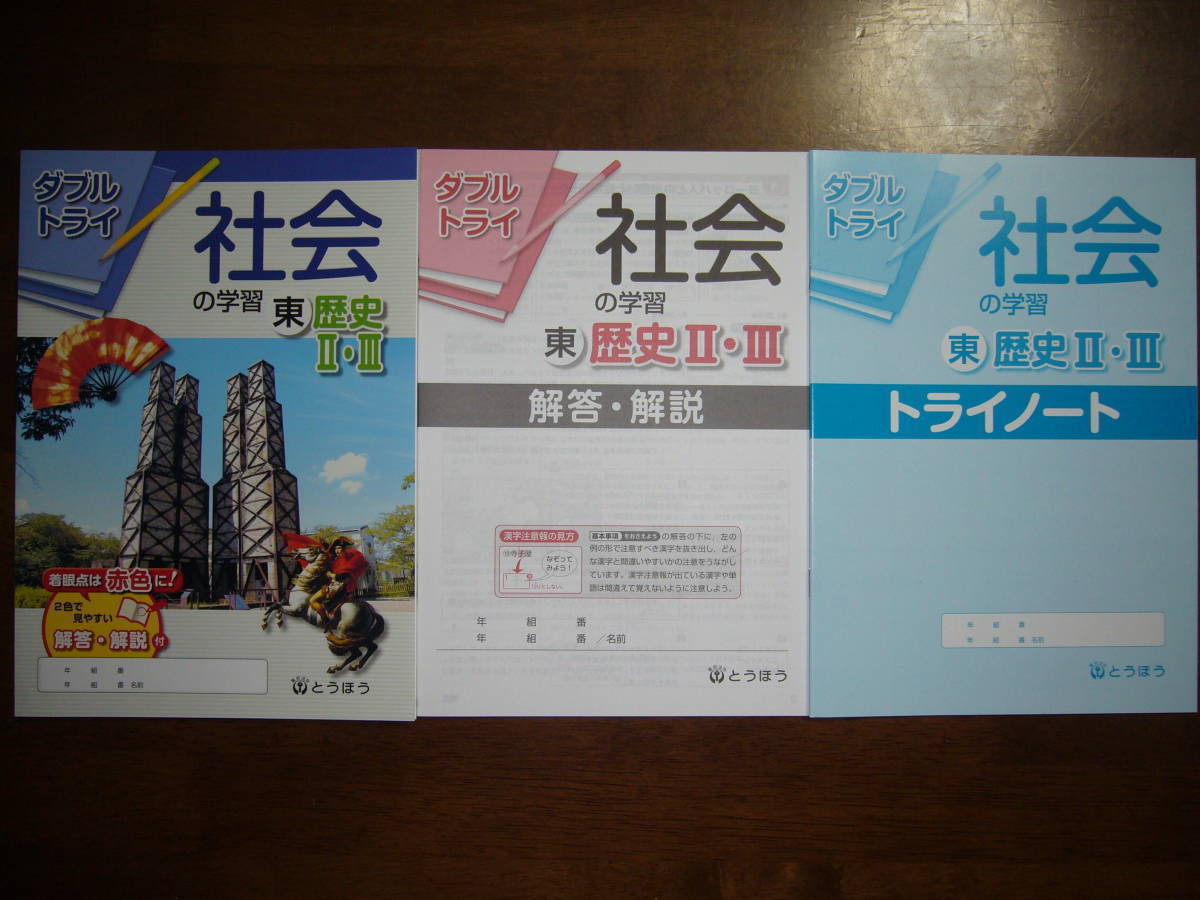 ダブル
トライ
社会
の学習
東
歴史
Ⅱ・Ⅲ
着眼点は赤色に!
2色で
見やすい
解答・解説付
年 組 番
年 組 番 名前
とうほう
ダブル
トライ
社会
の学習
東 歴史Ⅱ・Ⅲ
解答・解説
漢字注意報の見方
なぞって
みよう!
基本事項をおさえようの解答の下に、左の
例の形で注意すべき漢字を抜き出し、どん
な漢字と間違いやすいかの注意をうながし
ています。漢字注意報が出ている漢字や単
語は間違えて覚えないように注意しよう。
年 組 番
年 組 番 /名前
とうほう
ダブル
トライ
社会
の学習
東 歴史Ⅱ・Ⅲ
トライノート
年 組 番
年 組 番 名前
とうほう